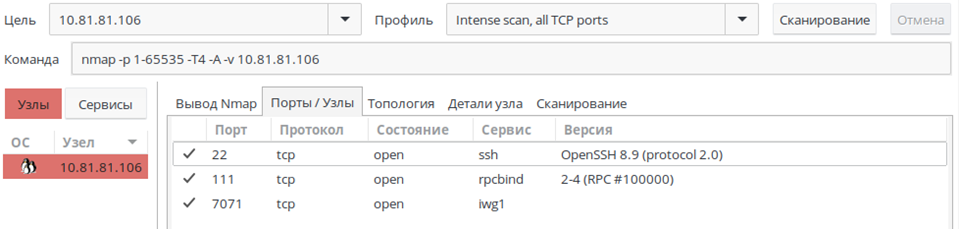 Цель: 10.81.81.106 Профиль: Intense scan, all TCP ports Сканирование Отмена
Команда nmap -p 1-65535 -T4 -A -v 10.81.81.106
Узлы Сервисы
ОС Узел
10.81.81.106
Вывод Nmap Порты / Узлы Топология Детали узла Сканирование
Порт Протокол Состояние Сервис Версия
22 tcp open ssh OpenSSH 8.9 (protocol 2.0)
111 tcp open rpcbind 2-4 (RPC #100000)
7071 tcp open iwg1